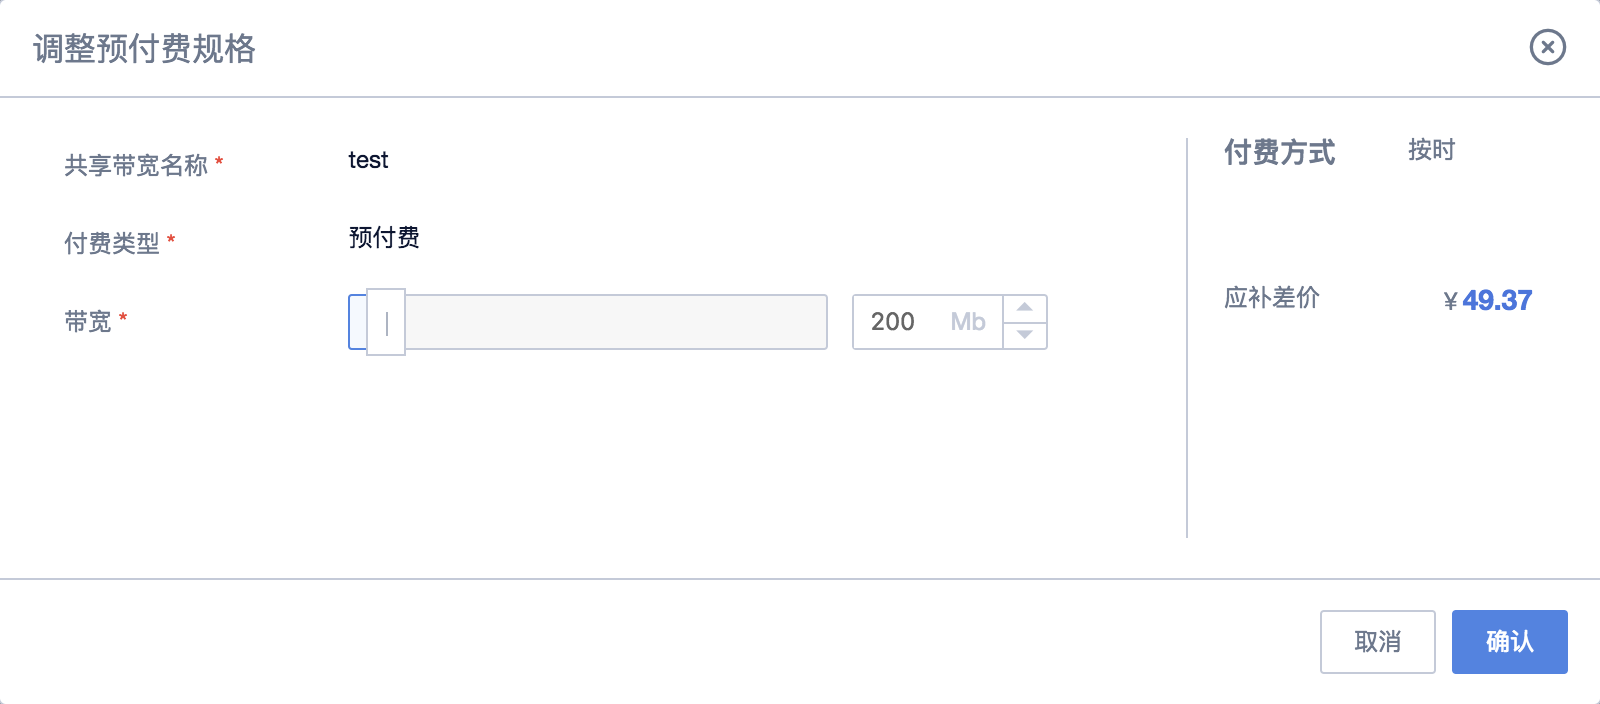 调整预付费规格
共享带宽名称 * test
付费类型 * 预付费
带宽 * 200 Mb
付费方式 按时
应补差价 ¥ 49.37
取消 确认